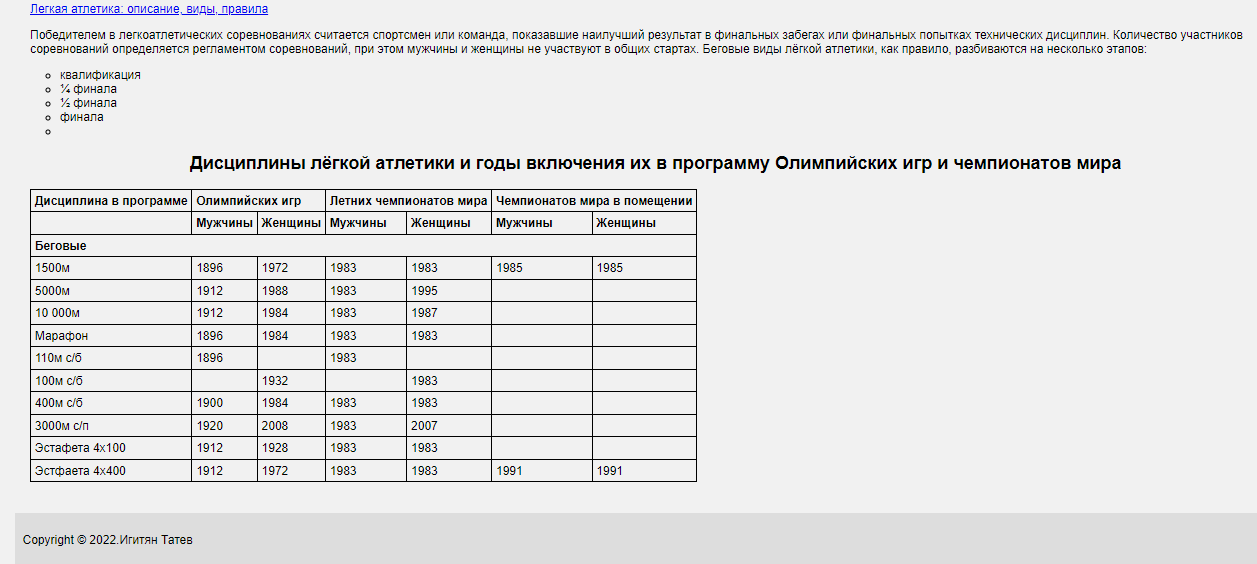 Легкая атлетика: описание, виды, правила
Победителем в легкоатлетических соревнованиях считается спортсмен или команда, показавшие наилучший результат в финальных забегах или финальных попытках технических дисциплин. Количество участников
соревнований определяется регламентом соревнований, при этом мужчины и женщины не участвуют в общих стартах. Беговые виды лёгкой атлетики, как правило, разбиваются на несколько этапов:
квалификация
¼ финала
½ финала
финала
Дисциплины лёгкой атлетики и годы включения их в программу Олимпийских игр и чемпионатов мира
Дисциплина в программе Олимпийских игр Летних чемпионатов мира Чемпионатов мира в помещении
Мужчины Женщины Мужчины Женщины Мужчины Женщины
Беговые
1500м 1896 1972 1983 1983 1985 1985
5000м 1912 1988 1983 1995
10 000м 1912 1984 1983 1987
Марафон 1896 1984 1983 1983
110м с/б 1896 1983
100м с/б 1932 1983
400м с/б 1900 1984 1983 1983
3000м с/п 1920 2008 1983 2007
Эстафета 4х100 1912 1928 1983 1983
Эстфаета 4х400 1912 1972 1983 1983 1991 1991
Copyright © 2022.Игитян Татев